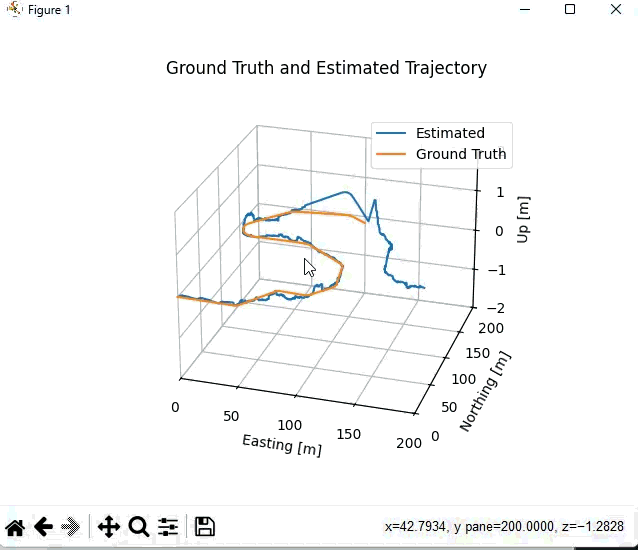 Figure 1
Ground Truth and Estimated Trajectory
Estimated
Ground Truth
1
0
−1
−2
Up [m]
200
150
100
50
0
Northing [m]
0
50
100
150
200
Easting [m]
x=42.7934, y pane=200.0000, z=−1.2828